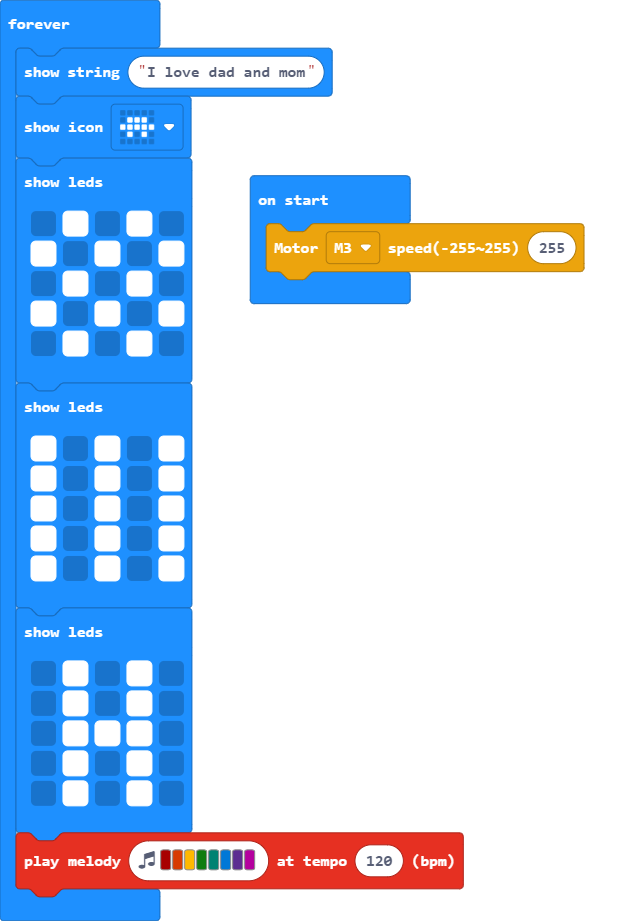 forever
show string "I love dad and mom"
show icon
show leds
on start
Motor M3 speed(-255~255) 255
show leds
show leds
play melody at tempo 120 (bpm)